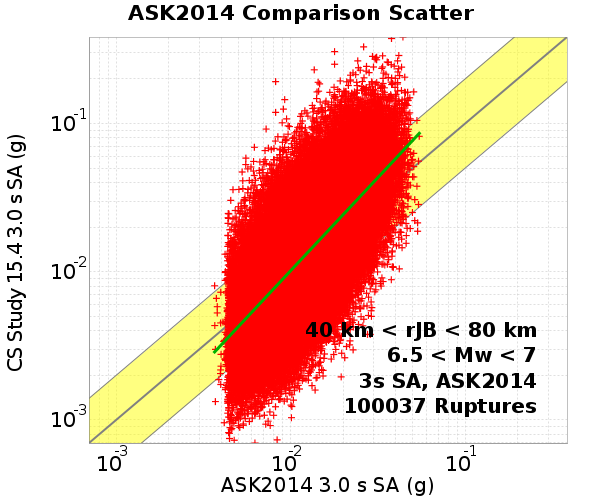 ASK2014 Comparison Scatter
CS Study 15.4 3.0 s SA (g)
10-1
10-2
10-3
40 km < rJB < 80 km
6.5 < Mw < 7
3s SA, ASK2014
100037 Ruptures
10-3 10-2 10-1
ASK2014 3.0 s SA (g)